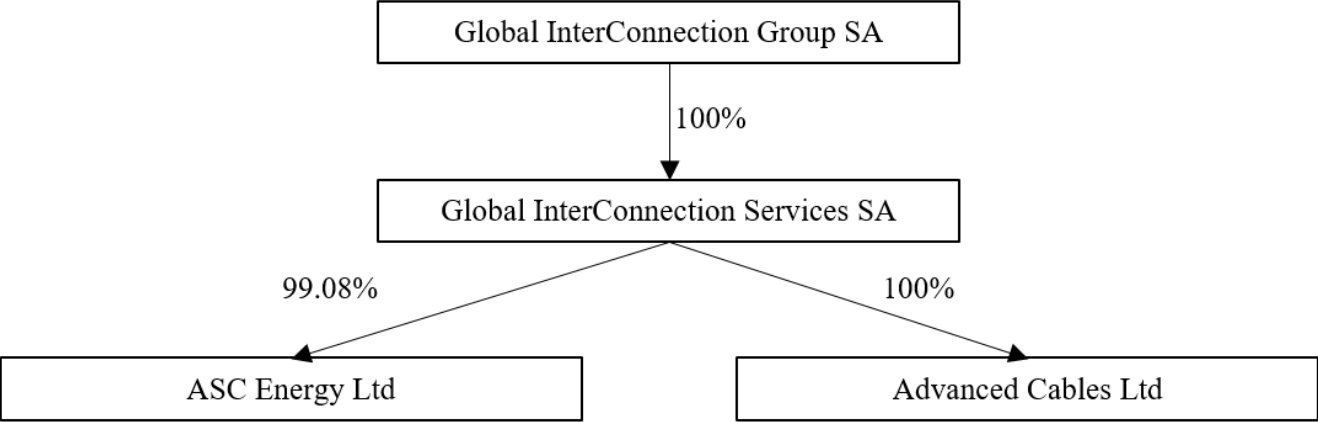 Global InterConnection Group SA
100%
Global InterConnection Services SA
99.08%
100%
ASC Energy Ltd
Advanced Cables Ltd